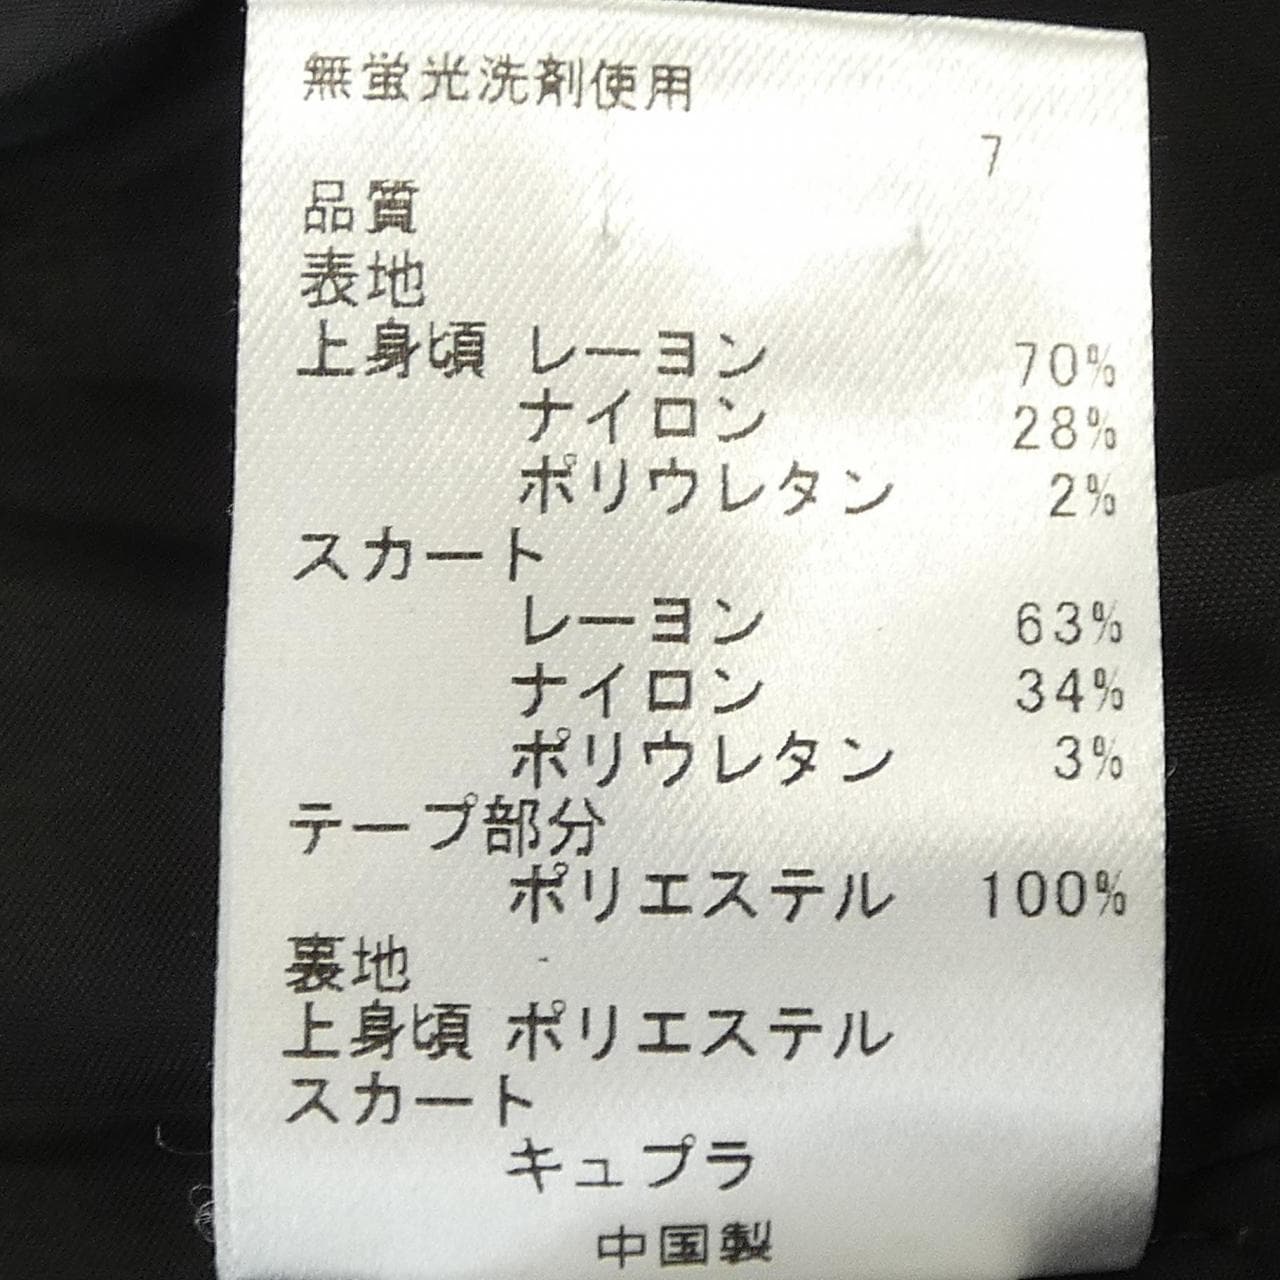 無蛍光洗剤使用
7
品質
表地
上身頃 レーヨン 70%
ナイロン 28%
ポリウレタン 2%
スカート
レーヨン 63%
ナイロン 34%
ポリウレタン 3%
テープ部分
ポリエステル 100%
裏地
上身頃 ポリエステル
スカート
キュプラ
中国製